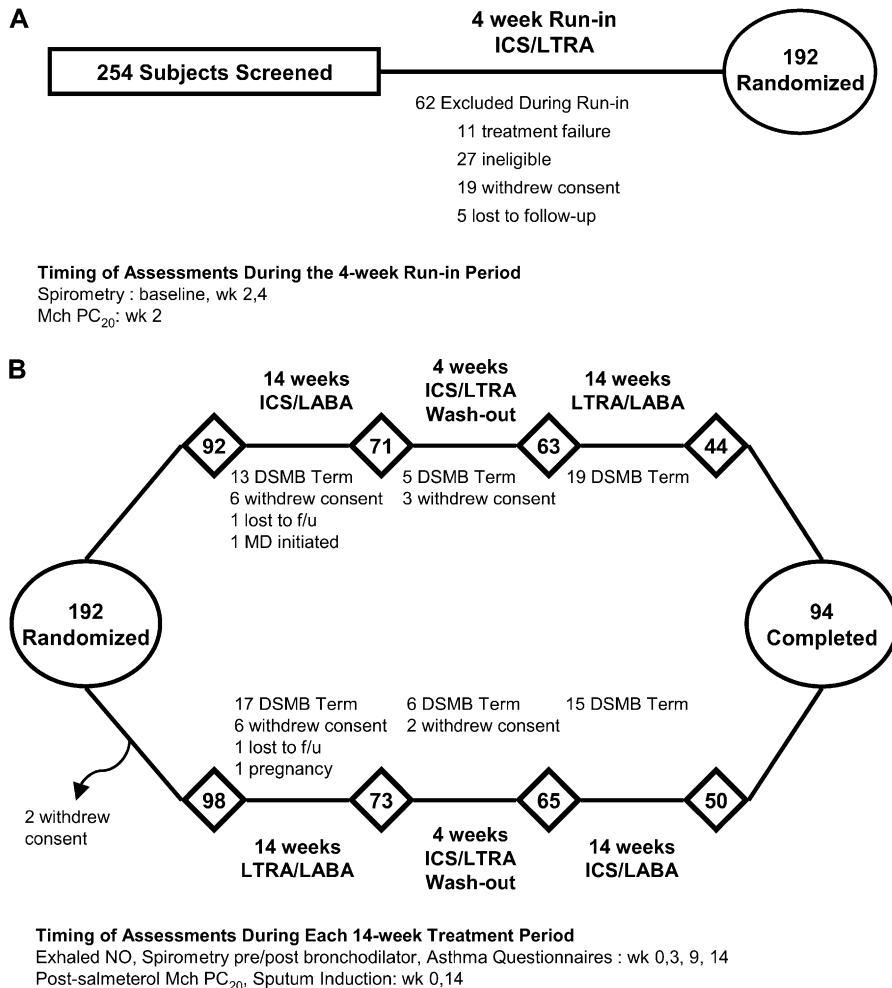 A
4 week Run-in
ICS/LTRA
254 Subjects Screened
192
Randomized
62 Excluded During Run-in
11 treatment failure
27 ineligible
19 withdrew consent
5 lost to follow-up
Timing of Assessments During the 4-week Run-in Period
Spirometry : baseline, wk 2,4
Mch PC20: wk 2
B
14 weeks
ICS/LABA
4 weeks
ICS/LTRA
Wash-out
14 weeks
LTRA/LABA
92
71
63
44
13 DSMB Term
6 withdrew consent
1 lost to f/u
1 MD initiated
5 DSMB Term
3 withdrew consent
19 DSMB Term
192
Randomized
94
Completed
17 DSMB Term
6 withdrew consent
1 lost to f/u
1 pregnancy
6 DSMB Term
2 withdrew consent
15 DSMB Term
2 withdrew
consent
98
73
65
50
14 weeks
LTRA/LABA
4 weeks
ICS/LTRA
Wash-out
14 weeks
ICS/LABA
Timing of Assessments During Each 14-week Treatment Period
Exhaled NO, Spirometry pre/post bronchodilator, Asthma Questionnaires : wk 0,3, 9, 14
Post-salmeterol Mch PC20, Sputum Induction: wk 0,14